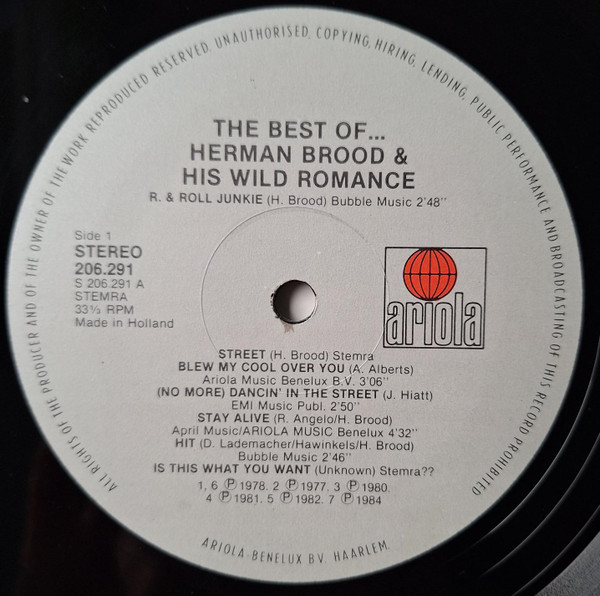 ALL RIGHTS OF THE PRODUCER AND OF THE OWNER OF THE WORK REPRODUCED RESERVED. UNAUTHORISED, COPYING, HIRING, LENDING, PUBLIC PERFORMANCE AND BROADCASTING OF THIS RECORD PROHIBITED
THE BEST OF...
HERMAN BROOD &
HIS WILD ROMANCE
R. & ROLL JUNKIE (H. Brood) Bubble Music 2'48''
Side 1
STEREO
206.291
S 206.291 A
STEMRA
33⅓ RPM
Made in Holland
ariola
STREET (H. Brood) Stemra
BLEW MY COOL OVER YOU (A. Alberts)
Ariola Music Benelux B.V. 3'06''
(NO MORE) DANCIN' IN THE STREET (J. Hiatt)
EMI Music Publ. 2'50''
STAY ALIVE (R. Angelo/H. Brood)
April Music/ARIOLA MUSIC Benelux 4'32''
HIT (D. Lademacher/Hawinkels/H. Brood)
Bubble Music 2'46''
IS THIS WHAT YOU WANT (Unknown) Stemra??
1, 6 ℗ 1978. 2 ℗ 1977. 3 ℗ 1980.
4 ℗ 1981. 5 ℗ 1982. 7 ℗ 1984
ARIOLA-BENELUX B.V. HAARLEM.